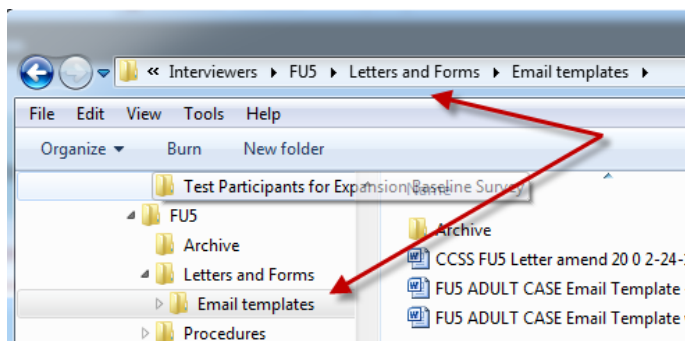 « Interviewers ▸ FU5 ▸ Letters and Forms ▸ Email templates ▸
File Edit View Tools Help
Organize ▾ Burn New folder
Test Participants for Expansion Baseline Survey
Name
FU5
Archive
Letters and Forms
Email templates
Procedures
Archive
CCSS FU5 Letter amend 20 0 2-24-
FU5 ADULT CASE Email Template
FU5 ADULT CASE Email Template